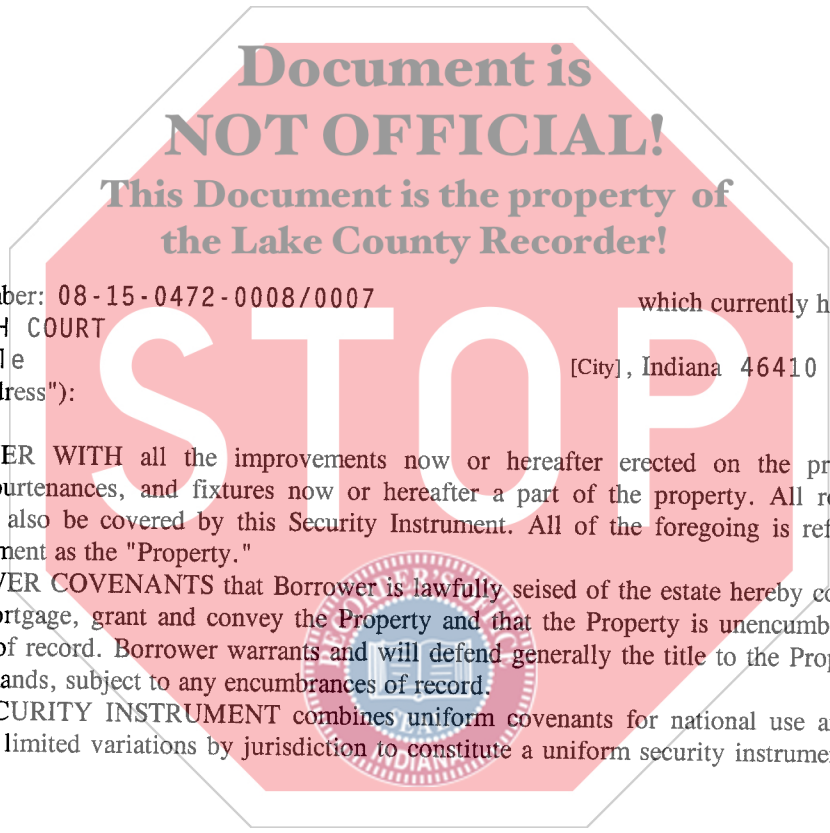 Document is
NOT OFFICIAL!
This Document is the property of
the Lake County Recorder!
ber: 08-15-0472-0008/0007 which currently h
H COURT
le [City], Indiana 46410
dress"):
STOP
ER WITH all the improvements now or hereafter erected on the pr
purtenances, and fixtures now or hereafter a part of the property. All re
also be covered by this Security Instrument. All of the foregoing is ref
ment as the "Property."
VER COVENANTS that Borrower is lawfully seised of the estate hereby co
ortgage, grant and convey the Property and that the Property is unencumb
of record. Borrower warrants and will defend generally the title to the Prop
ands, subject to any encumbrances of record.
CURITY INSTRUMENT combines uniform covenants for national use a
limited variations by jurisdiction to constitute a uniform security instrume
INDIANA